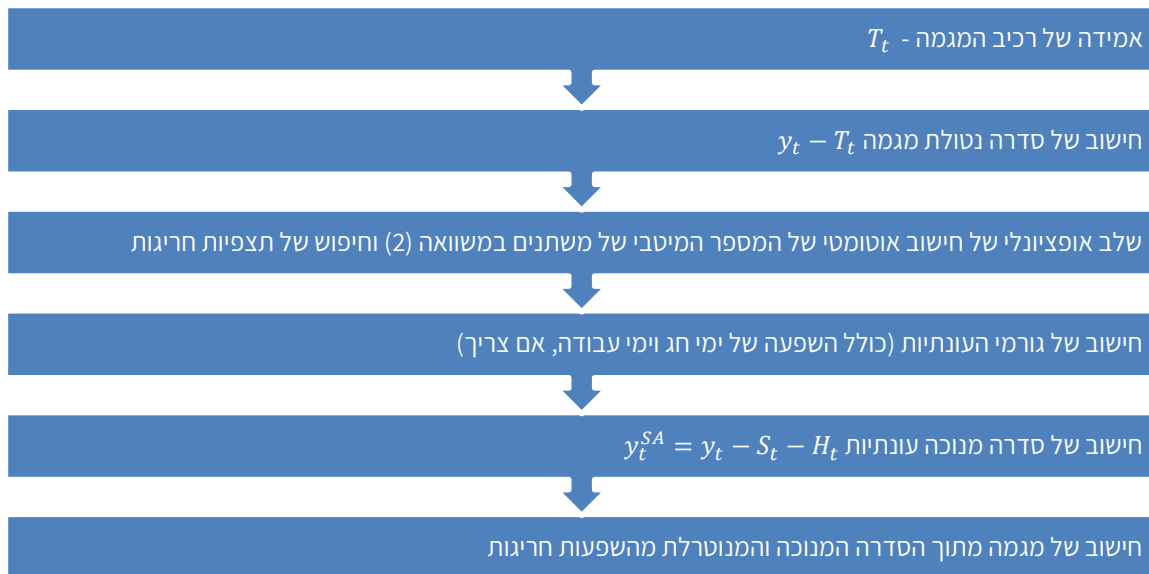 אמידה של רכיב המגמה - $T_t$
חישוב של סדרה נטולת מגמה $y_t - T_t$
שלב אופציונלי של חישוב אוטומטי של המספר המיטבי של משתנים במשוואה (2) וחיפוש של תצפיות חריגות
חישוב של גורמי העונתיות (כולל השפעה של ימי חג וימי עבודה, אם צריך)
חישוב של סדרה מנוכה עונתיות $y_t^{SA} = y_t - S_t - H_t$
חישוב של מגמה מתוך הסדרה המנוכה והמנוטרלת מהשפעות חריגות